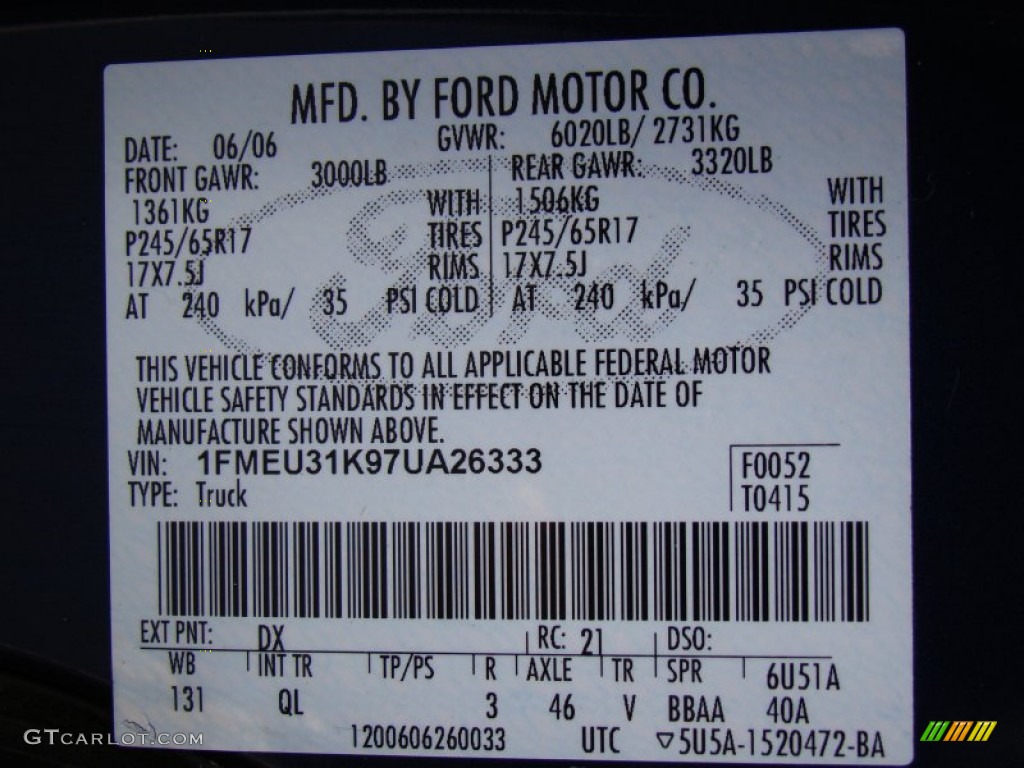 MFD. BY FORD MOTOR CO.
DATE: 06/06 GVWR: 6020LB/ 2731KG
FRONT GAWR: 3000LB REAR GAWR: 3320LB
1361KG WITH 1506KG WITH
P245/65R17 TIRES P245/65R17 TIRES
17X7.5J RIMS 17X7.5J RIMS
AT 240 kPa/ 35 PSI COLD AT 240 kPa/ 35 PSI COLD
Ford
THIS VEHICLE CONFORMS TO ALL APPLICABLE FEDERAL MOTOR
VEHICLE SAFETY STANDARDS IN EFFECT ON THE DATE OF
MANUFACTURE SHOWN ABOVE.
VIN: 1FMEU31K97UA26333 F0052
TYPE: Truck T0415
EXT PNT: DX RC: 21 DSO:
WB INT TR TP/PS R AXLE TR SPR 6U51A
131 QL 3 46 V BBAA 40A
1200606260033 UTC ▽5U5A-1520472-BA
GTCARLOT.COM